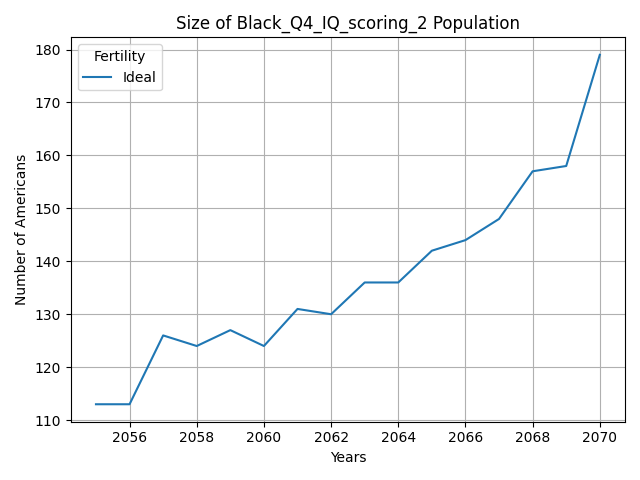 Size of Black_Q4_IQ_scoring_2 Population
Fertility
Ideal
Number of Americans
180
170
160
150
140
130
120
110
2056 2058 2060 2062 2064 2066 2068 2070
Years